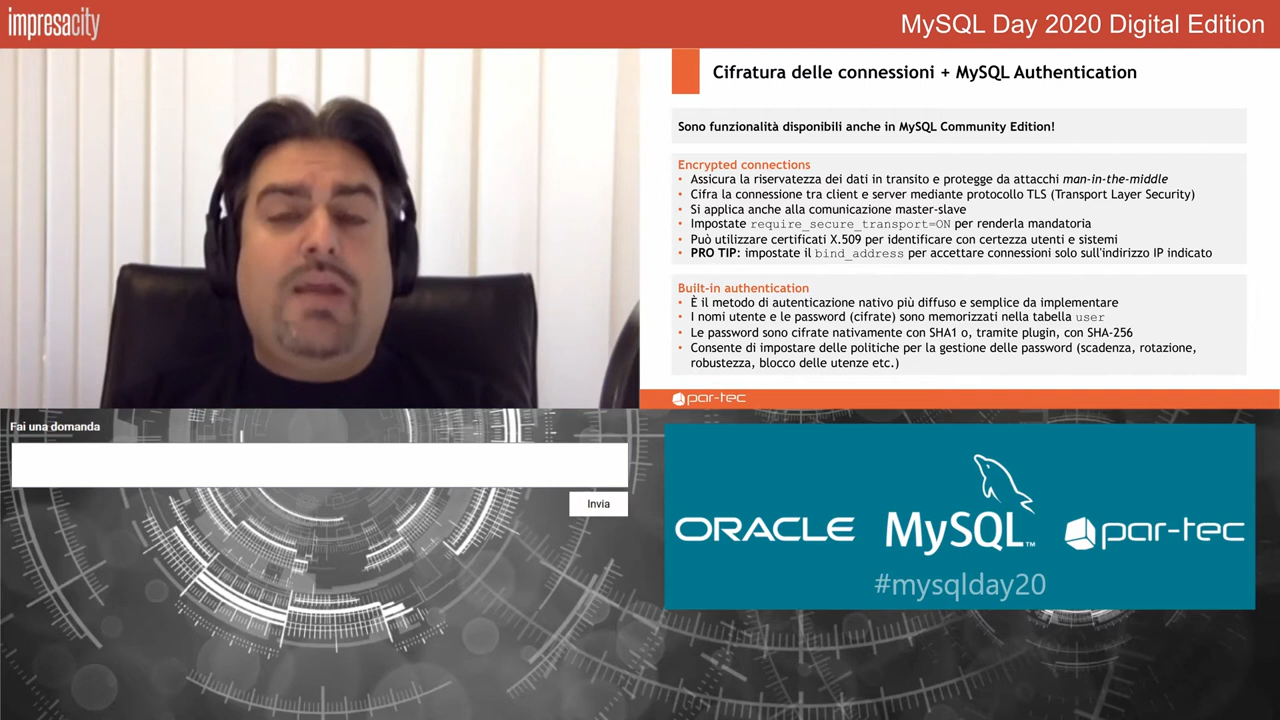 impresacity
MySQL Day 2020 Digital Edition
Cifratura delle connessioni + MySQL Authentication
Sono funzionalità disponibili anche in MySQL Community Edition!
Encrypted connections
• Assicura la riservatezza dei dati in transito e protegge da attacchi man-in-the-middle
• Cifra la connessione tra client e server mediante protocollo TLS (Transport Layer Security)
• Si applica anche alla comunicazione master-slave
• Impostate require_secure_transport=ON per renderla mandatoria
• Può utilizzare certificati X.509 per identificare con certezza utenti e sistemi
• PRO TIP: impostate il bind_address per accettare connessioni solo sull'indirizzo IP indicato
Built-in authentication
• È il metodo di autenticazione nativo più diffuso e semplice da implementare
• I nomi utente e le password (cifrate) sono memorizzati nella tabella user
• Le password sono cifrate nativamente con SHA1 o, tramite plugin, con SHA-256
• Consente di impostare delle politiche per la gestione delle password (scadenza, rotazione,
robustezza, blocco delle utenze etc.)
par-tec
Fai una domanda
Invia
ORACLE
MySQL™
par-tec
#mysqlday20